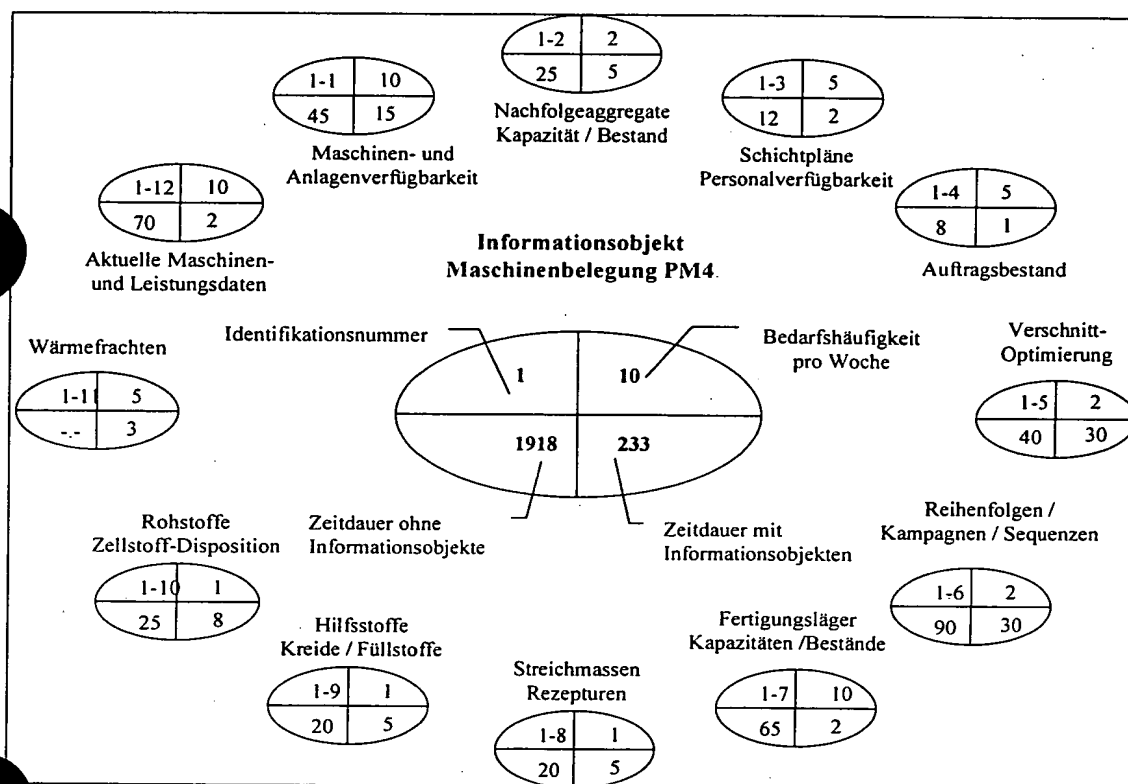 1-2 2
25 5
Nachfolgeaggregate
Kapazität / Bestand
1-1 10
45 15
Maschinen- und
Anlagenverfügbarkeit
1-3 5
12 2
Schichtpläne
Personalverfügbarkeit
1-12 10
70 2
Aktuelle Maschinen-
und Leistungsdaten
1-4 5
8 1
Auftragsbestand
Informationsobjekt
Maschinenbelegung PM4.
Identifikationsnummer
Bedarfshäufigkeit
pro Woche
1 10
1918 233
Zeitdauer ohne
Informationsobjekte
Zeitdauer mit
Informationsobjekten
Wärmefrachten
1-11 5
-.- 3
Verschnitt-
Optimierung
1-5 2
40 30
Rohstoffe
Zellstoff-Disposition
1-10 1
25 8
Reihenfolgen /
Kampagnen / Sequenzen
1-6 2
90 30
Hilfsstoffe
Kreide / Füllstoffe
1-9 1
20 5
Streichmassen
Rezepturen
1-8 1
20 5
Fertigungsläger
Kapazitäten /Bestände
1-7 10
65 2